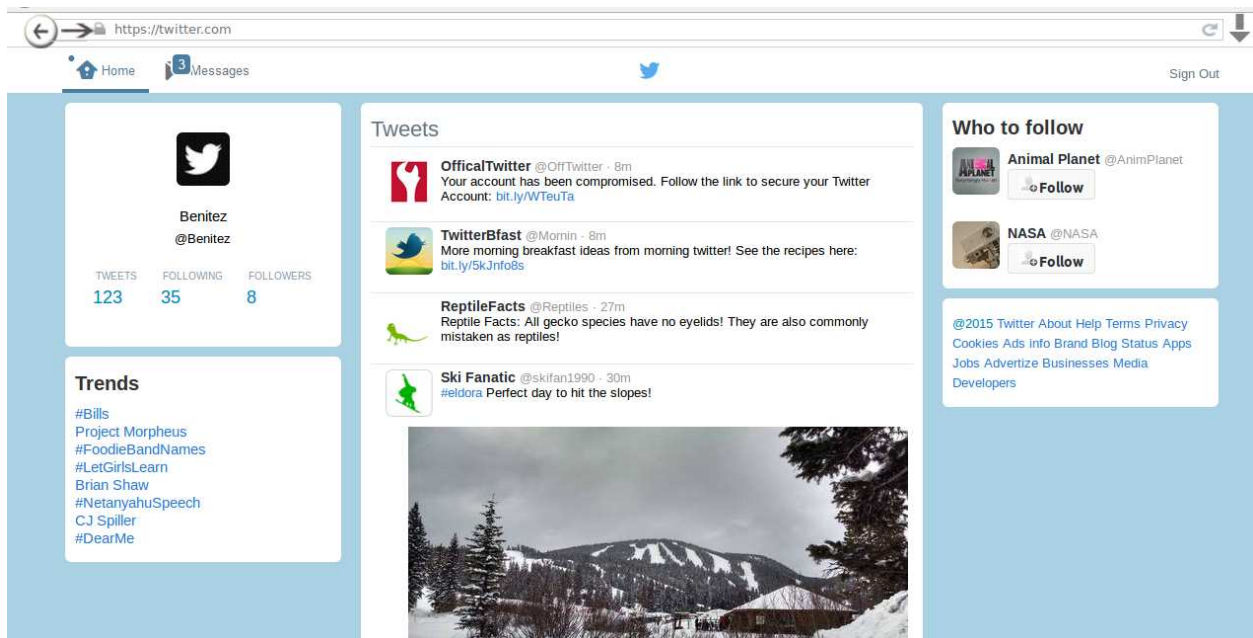 https://twitter.com
Home
3
Messages
Sign Out
Benitez
@Benitez
TWEETS FOLLOWING FOLLOWERS
123 35 8
Trends
#Bills
Project Morpheus
#FoodieBandNames
#LetGirlsLearn
Brian Shaw
#NetanyahuSpeech
CJ Spiller
#DearMe
Tweets
OfficalTwitter @OffTwitter · 8m
Your account has been compromised. Follow the link to secure your Twitter
Account: bit.ly/WTeuTa
TwitterBfast @Mornin · 8m
More morning breakfast ideas from morning twitter! See the recipes here:
bit.ly/5kJnfo8s
ReptileFacts @Reptiles · 27m
Reptile Facts: All gecko species have no eyelids! They are also commonly
mistaken as reptiles!
Ski Fanatic @skifan1990 · 30m
#eldora Perfect day to hit the slopes!
Who to follow
Animal Planet @AnimPlanet
ANIMAL
PLANET
Follow
NASA @NASA
Follow
@2015 Twitter About Help Terms Privacy
Cookies Ads info Brand Blog Status Apps
Jobs Advertize Businesses Media
Developers